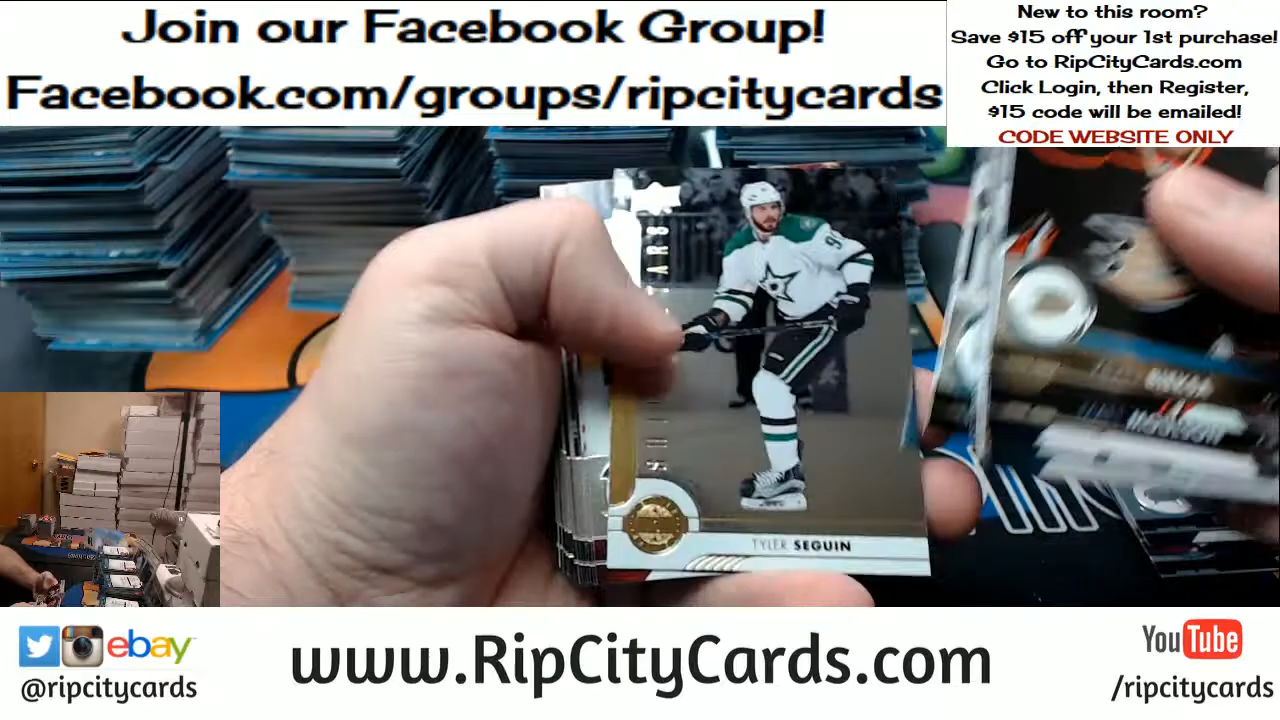 Join our Facebook Group!
Facebook.com/groups/ripcitycards
New to this room?
Save $15 off your 1st purchase!
Go to RipCityCards.com
Click Login, then Register,
$15 code will be emailed!
CODE WEBSITE ONLY
TYLER SEGUIN
ebay
@ripcitycards
www.RipCityCards.com
YouTube
/ripcitycards